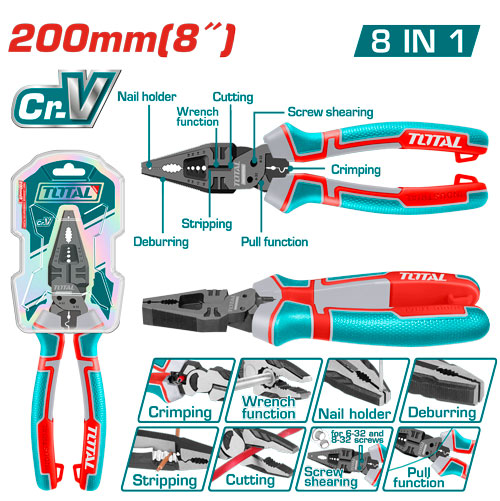 200mm(8″)
8 IN 1
Cr.V
Nail holder
Cutting
Wrench
function
Screw shearing
TOTAL
Crimping
Stripping
Deburring
Pull function
TOTAL
Cr.V
TOTAL
TOTAL
Crimping
Wrench
function
Nail holder
Deburring
Stripping
Cutting
for 6-32 and
8-32 screws
Screw
shearing
Pull
function